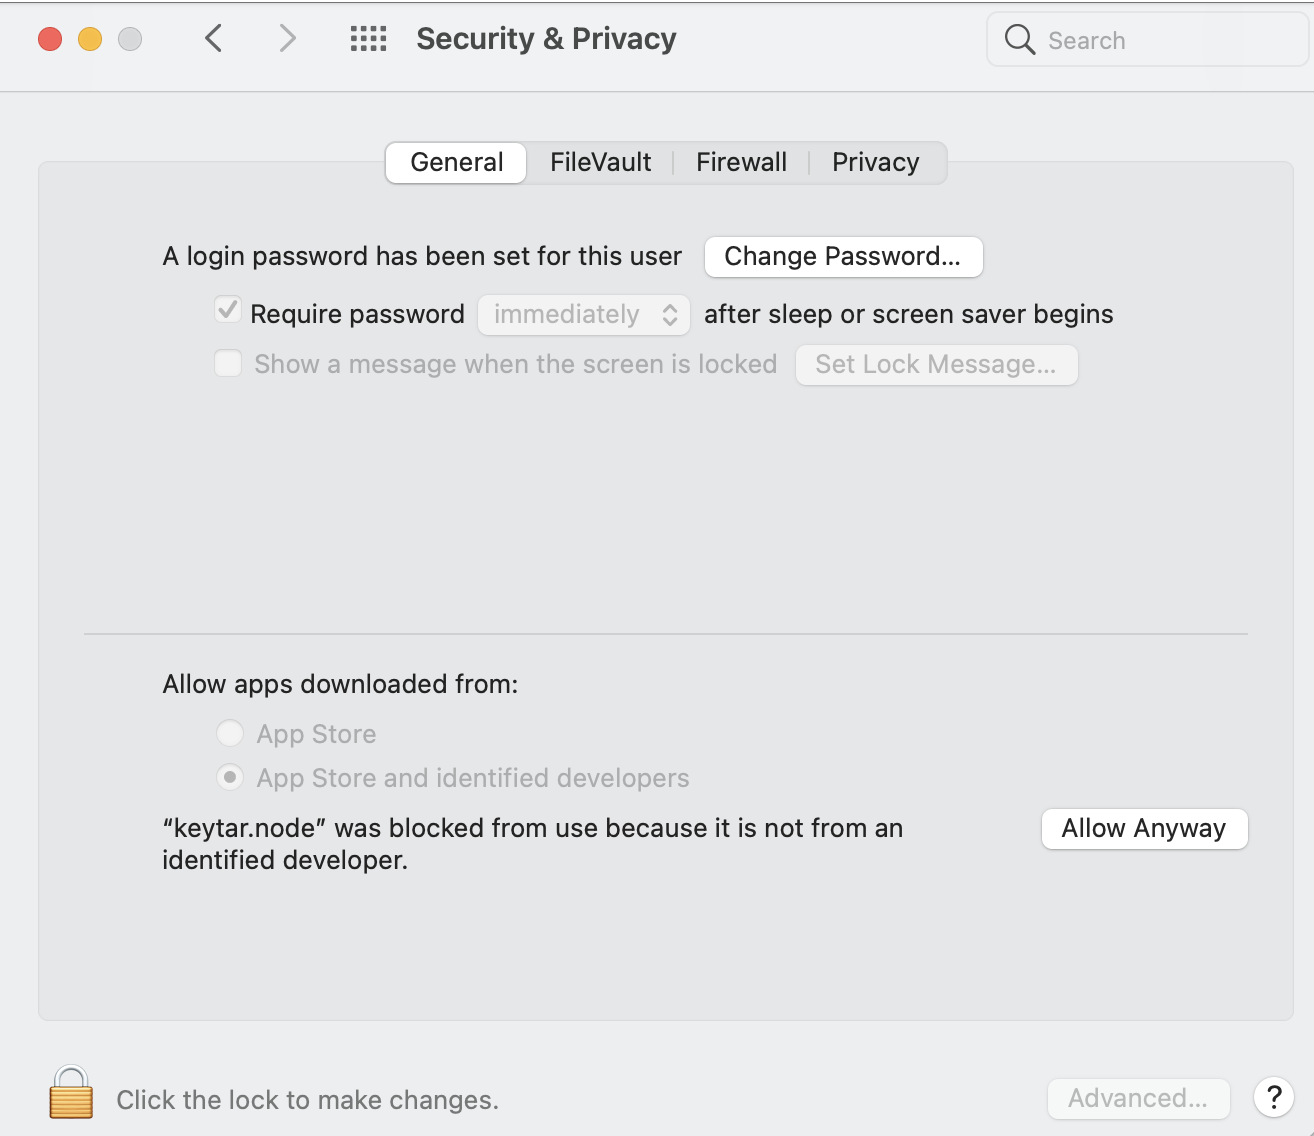 Security & Privacy
Search
General
FileVault
Firewall
Privacy
A login password has been set for this user
Change Password...
Require password
immediately
after sleep or screen saver begins
Show a message when the screen is locked
Set Lock Message...
Allow apps downloaded from:
App Store
App Store and identified developers
“keytar.node” was blocked from use because it is not from an
identified developer.
Allow Anyway
Click the lock to make changes.
Advanced...
?